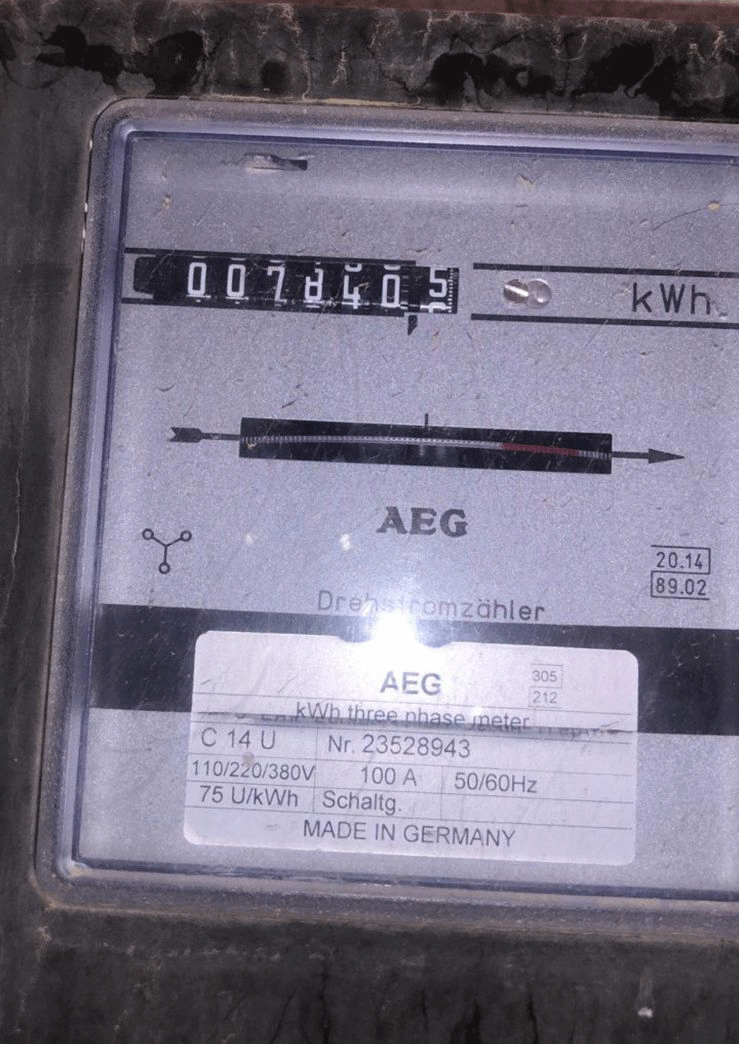 0078405
kWh
AEG
20.14
89.02
Drehstromzähler
AEG
305
212
kWh three phase meter
C 14 U Nr. 23528943
110/220/380V 100 A 50/60Hz
75 U/kWh Schaltg.
MADE IN GERMANY